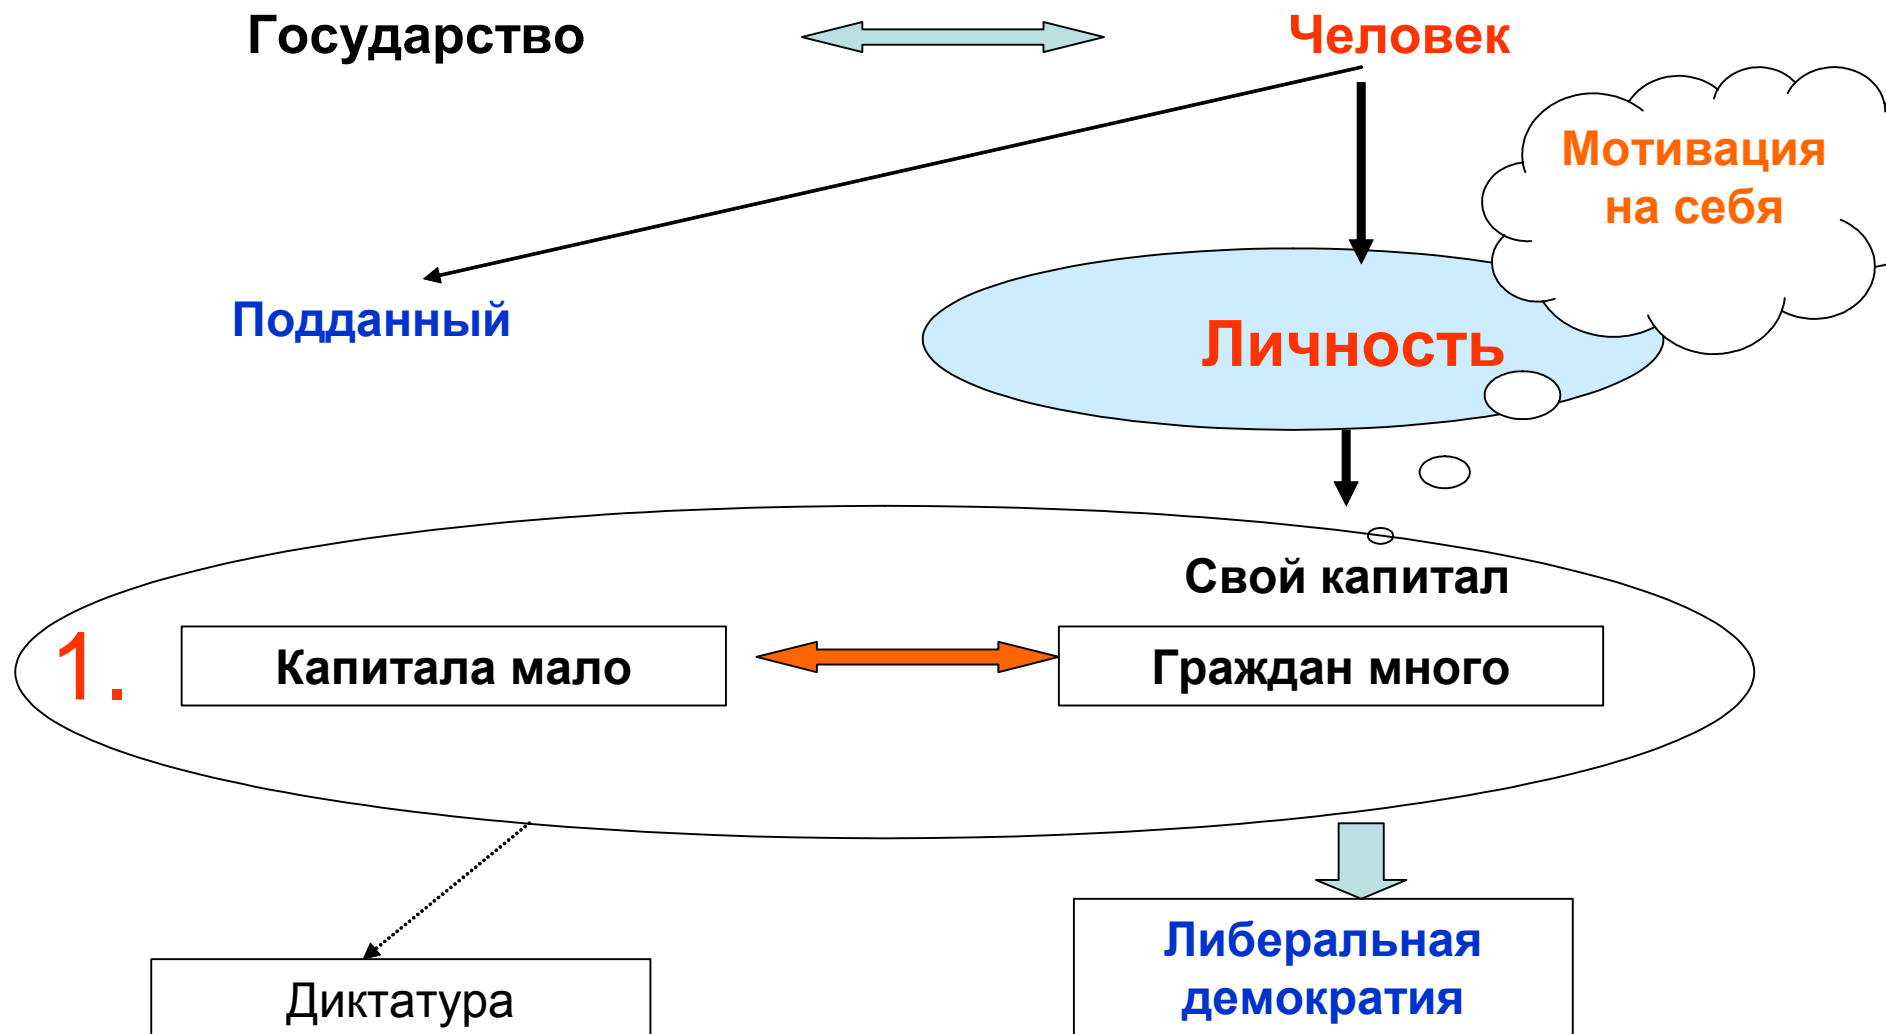 Государство
Человек
Мотивация
на себя
Подданный
Личность
Свой капитал
1.
Капитала мало
Граждан много
Либеральная
демократия
Диктатура